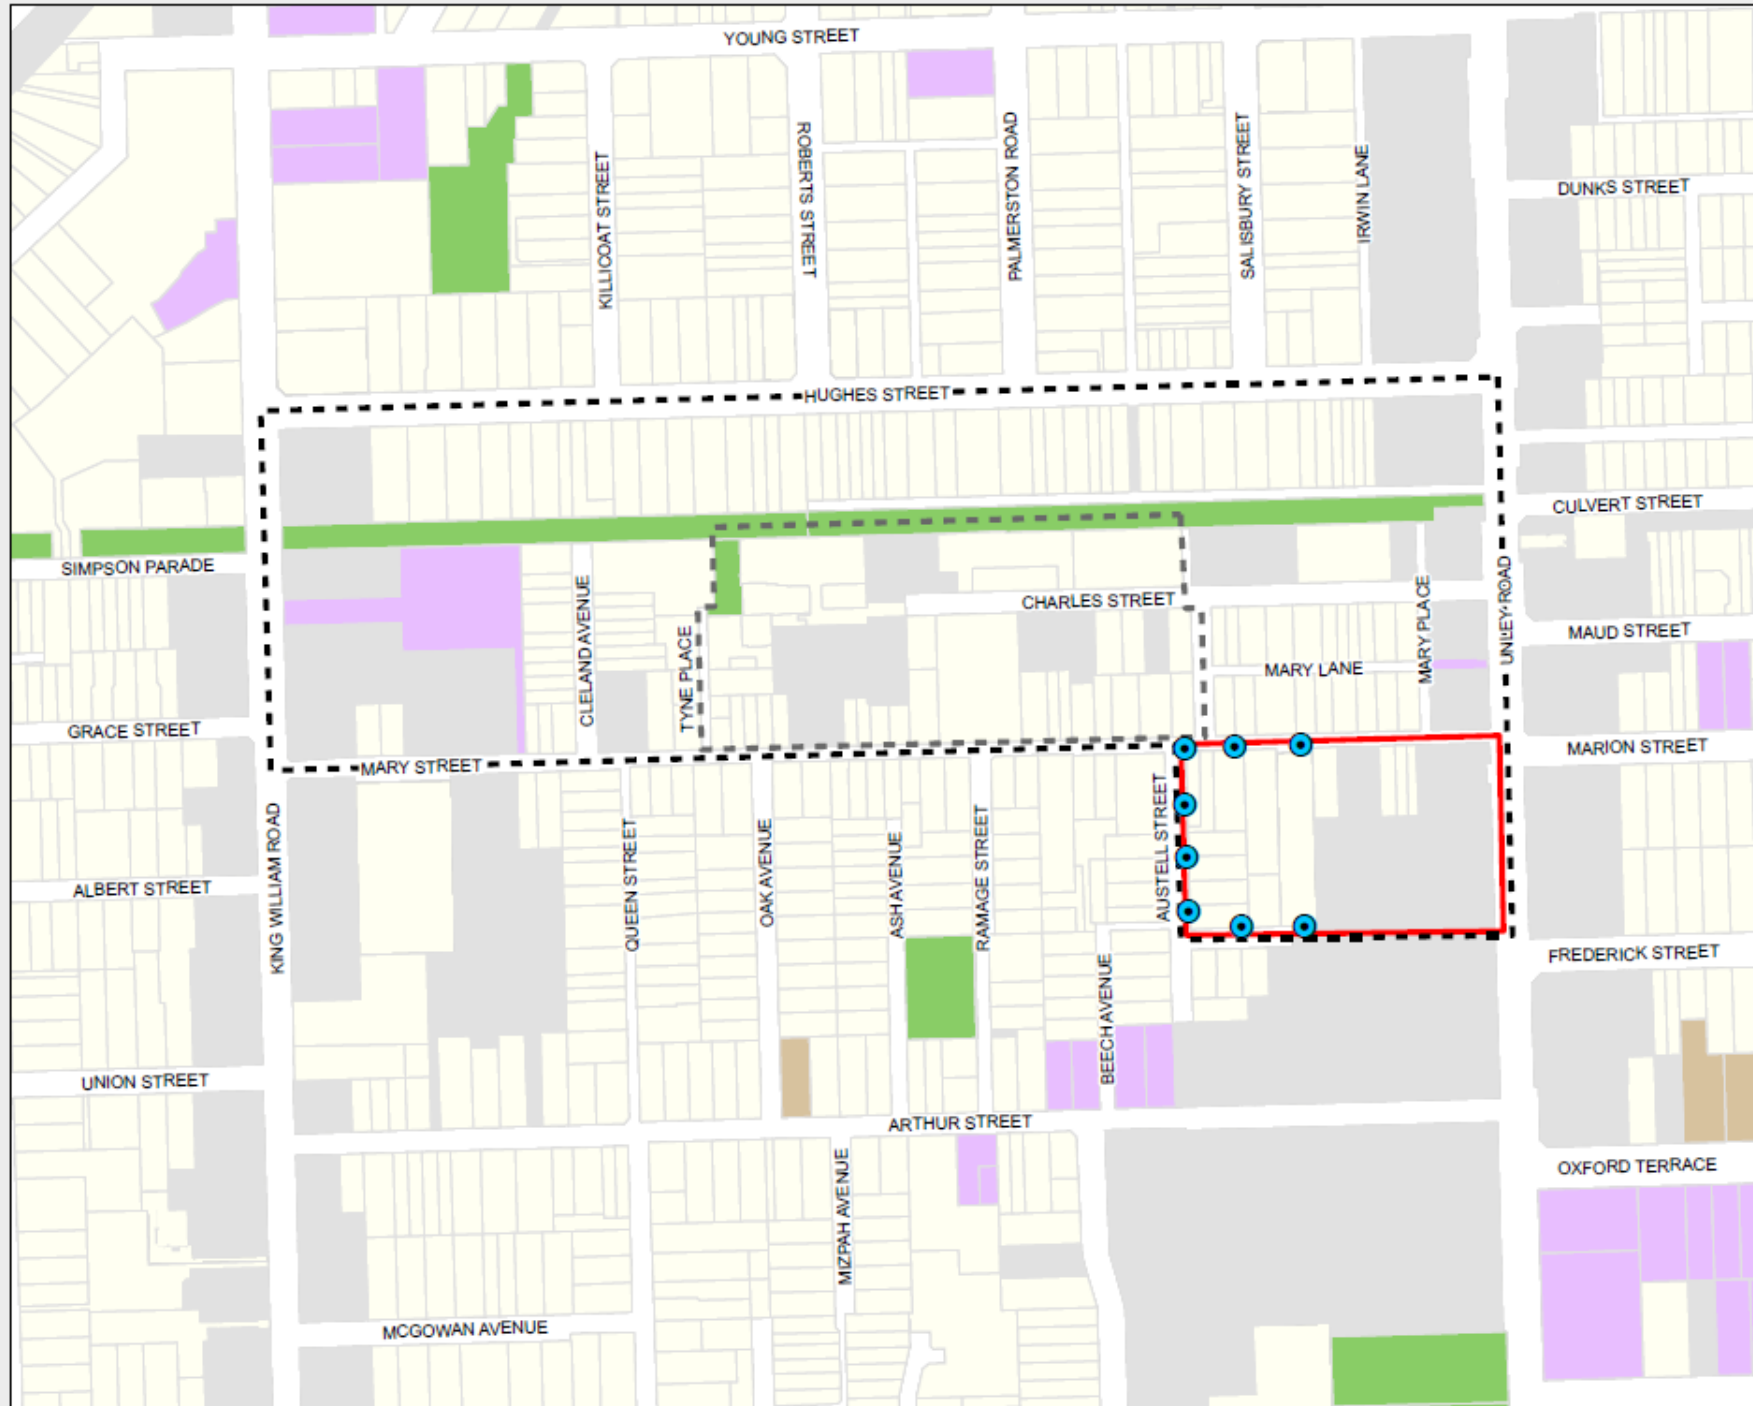 YOUNG STREET
KILLICOAT STREET
ROBERTS STREET
PALMERSTON ROAD
SALISBURY STREET
IRWIN LANE
DUNKS STREET
HUGHES STREET
CULVERT STREET
SIMPSON PARADE
CLELAND AVENUE
TYNE PLACE
CHARLES STREET
MARY PLACE
UNLEY ROAD
MAUD STREET
MARY LANE
GRACE STREET
MARY STREET
MARION STREET
KING WILLIAM ROAD
ALBERT STREET
QUEEN STREET
OAK AVENUE
ASH AVENUE
RAMAGE STREET
AUSTELL STREET
BEECH AVENUE
FREDERICK STREET
UNION STREET
ARTHUR STREET
MIZPAH AVENUE
OXFORD TERRACE
MCGOWAN AVENUE